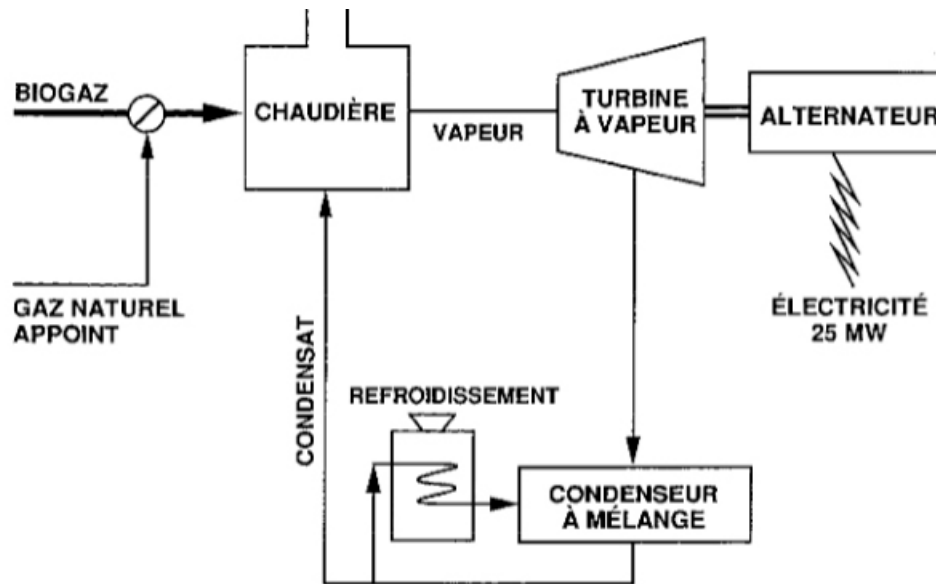 BIOGAZ
CHAUDIÈRE
VAPEUR
TURBINE
À VAPEUR
ALTERNATEUR
GAZ NATUREL
APPOINT
ÉLECTRICITÉ
25 MW
CONDENSAT
REFROIDISSEMENT
CONDENSEUR
À MÉLANGE